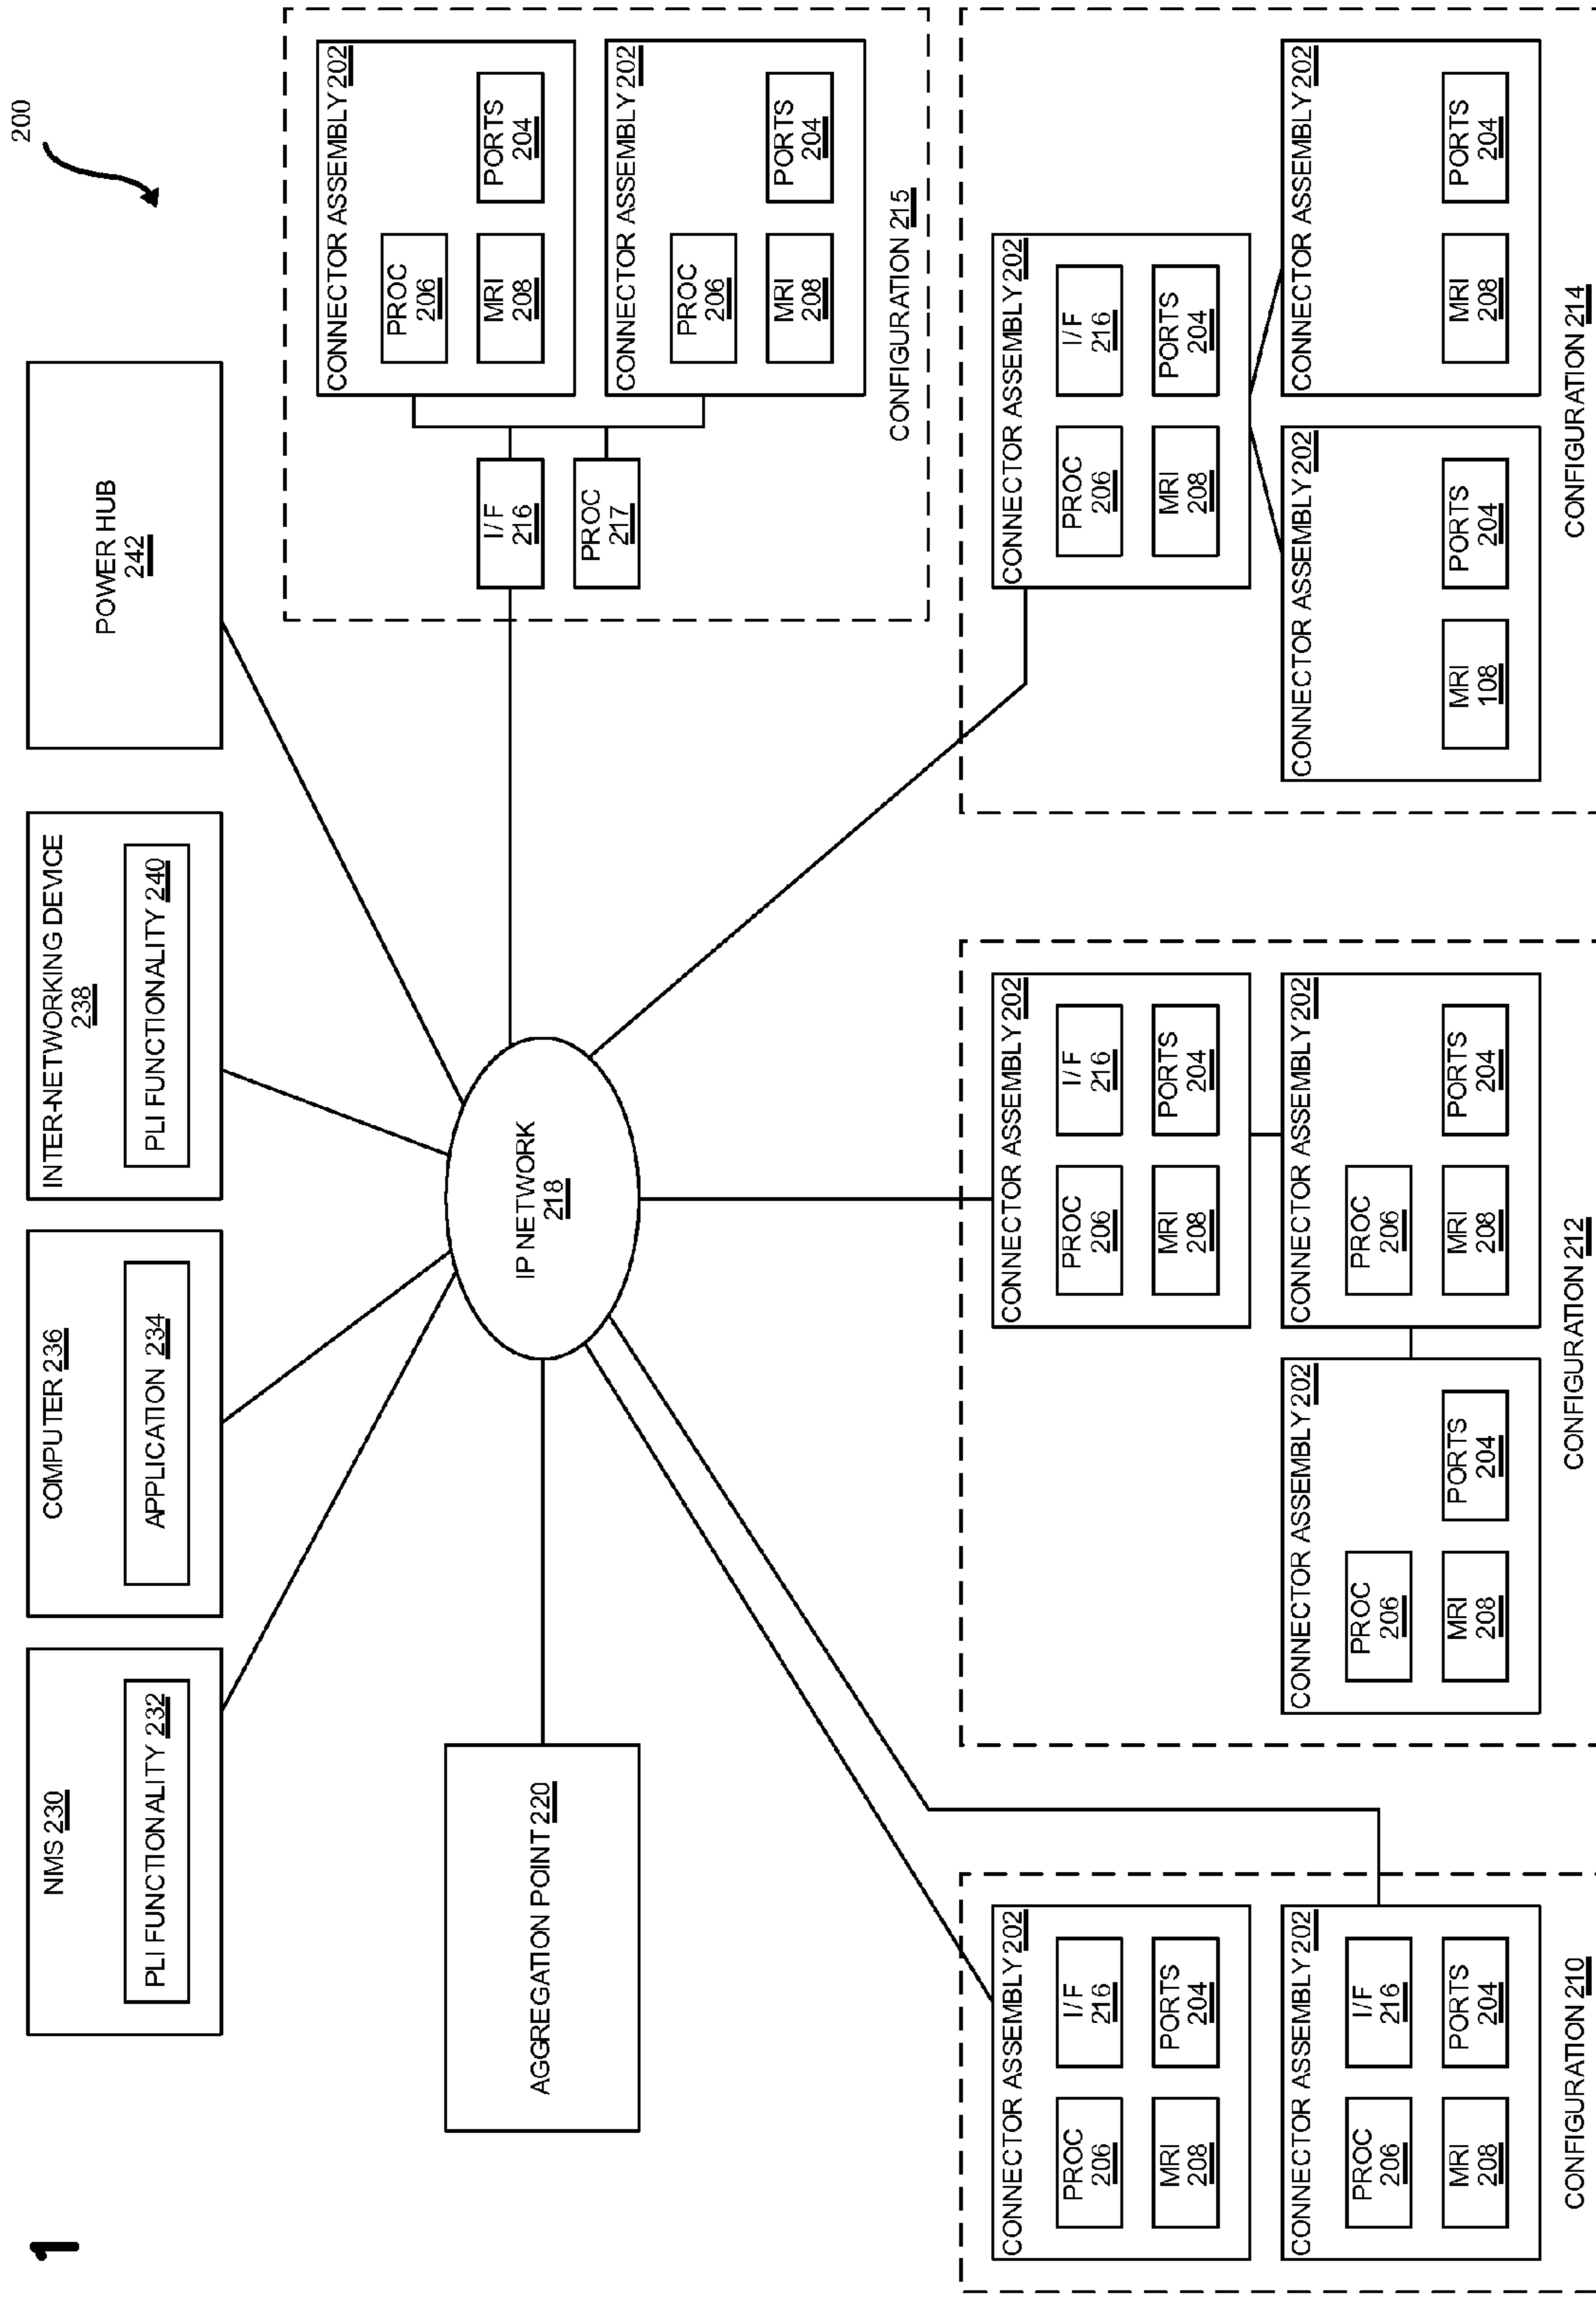 1
200
NMS 230
PLI FUNCTIONALITY 232
COMPUTER 236
APPLICATION 234
INTER-NETWORKING DEVICE
238
PLI FUNCTIONALITY 240
POWER HUB
242
AGGREGATION POINT 220
IP NETWORK
218
I/F
216
PROC
217
CONNECTOR ASSEMBLY 202
PROC
206
MRI
208
PORTS
204
CONNECTOR ASSEMBLY 202
PROC
206
MRI
208
PORTS
204
CONFIGURATION 215
CONNECTOR ASSEMBLY 202
PROC
206
I/F
216
MRI
208
PORTS
204
CONNECTOR ASSEMBLY 202
PROC
206
I/F
216
MRI
208
PORTS
204
CONFIGURATION 210
CONNECTOR ASSEMBLY 202
PROC
206
I/F
216
MRI
208
PORTS
204
CONNECTOR ASSEMBLY 202
PROC
206
MRI
208
PORTS
204
CONNECTOR ASSEMBLY 202
PROC
206
MRI
208
PORTS
204
CONFIGURATION 212
CONNECTOR ASSEMBLY 202
PROC
206
I/F
216
MRI
208
PORTS
204
CONNECTOR ASSEMBLY 202
MRI
108
PORTS
204
CONNECTOR ASSEMBLY 202
MRI
208
PORTS
204
CONFIGURATION 214